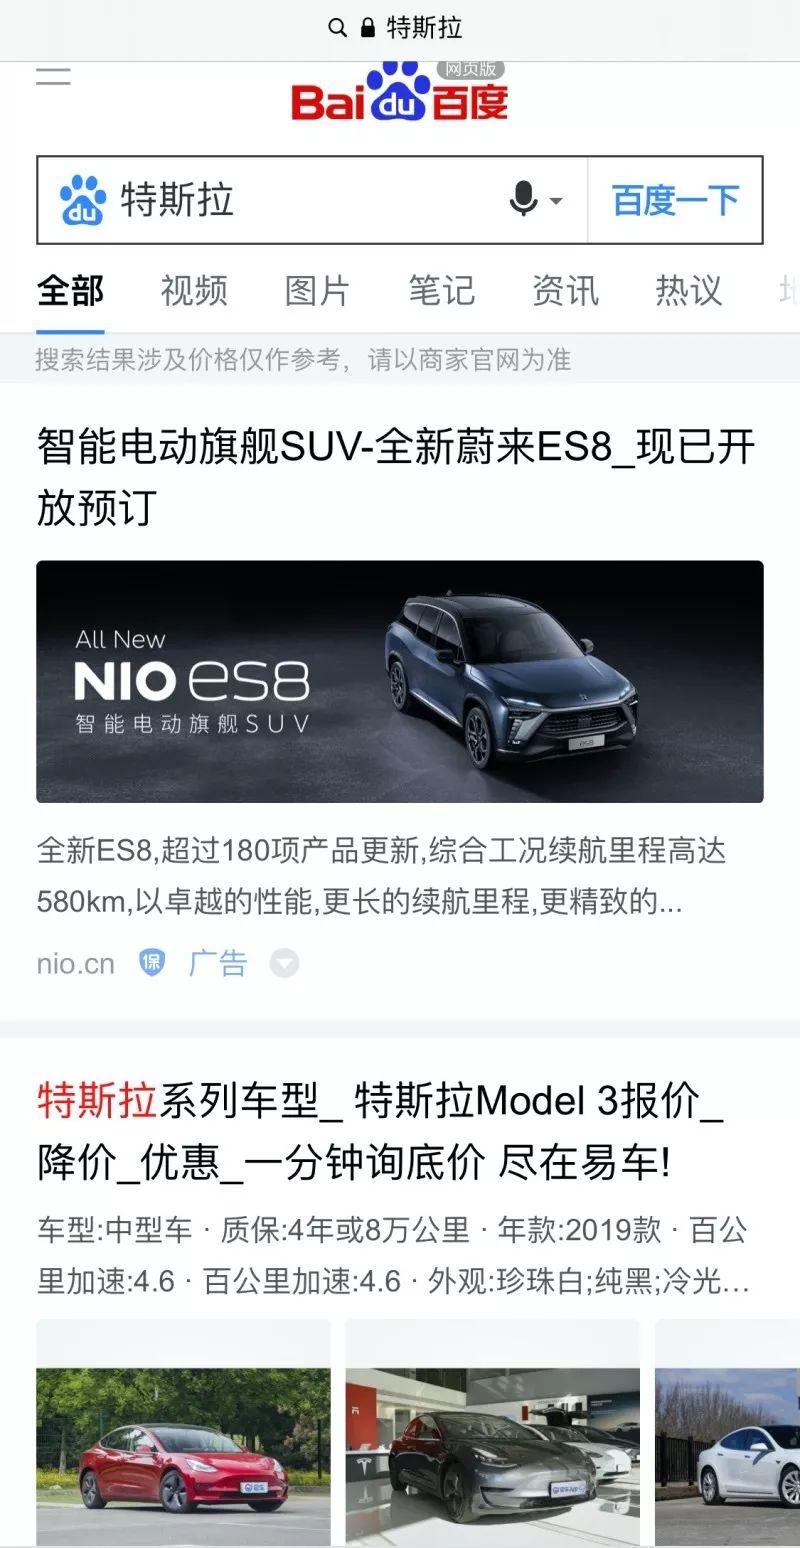 特斯拉
网页版
Bai du 百度
du 特斯拉 百度一下
全部 视频 图片 笔记 资讯 热议
搜索结果涉及价格仅作参考，请以商家官网为准
智能电动旗舰SUV-全新蔚来ES8_现已开
放预订
All New
NIO es8
智能电动旗舰SUV
es8
全新ES8,超过180项产品更新,综合工况续航里程高达
580km,以卓越的性能,更长的续航里程,更精致的...
nio.cn 保 广告
特斯拉系列车型_ 特斯拉Model 3报价_
降价_优惠_一分钟询底价 尽在易车!
车型:中型车 · 质保:4年或8万公里 · 年款:2019款 · 百公
里加速:4.6 · 百公里加速:4.6 · 外观:珍珠白;纯黑;冷光...